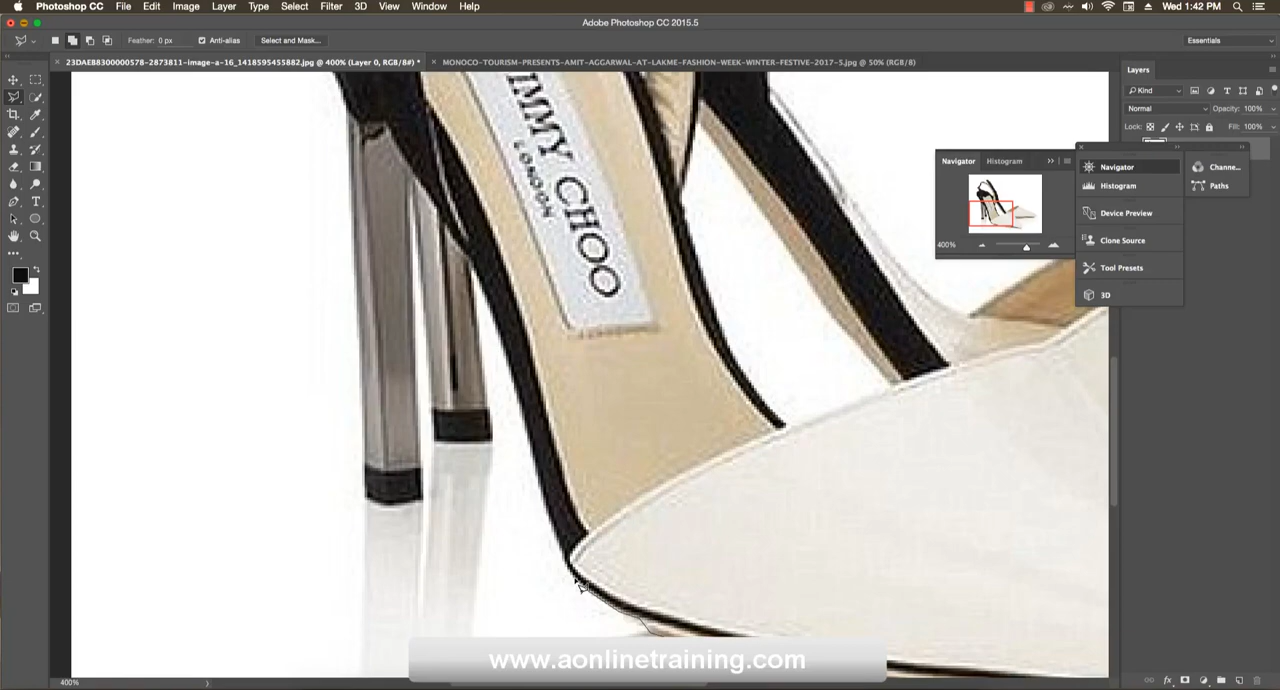 Photoshop CC File Edit Image Layer Type Select Filter 3D View Window Help Wed 1:42 PM
Adobe Photoshop CC 2015.5
Feather: 0 px Anti-alias Select and Mask... Essentials
23DAEB8300000578-2873811-image-a-16_1418595455882.jpg @ 400% (Layer 0, RGB/8#) * MONOCO-TOURISM-PRESENTS-AMIT-AGGARWAL-AT-LAKME-FASHION-WEEK-WINTER-FESTIVE-2017-5.jpg @ 50% (RGB/8)
Layers
Kind
Normal Opacity: 100%
Lock: Fill: 100%
Navigator Histogram
400%
Navigator
Histogram
Device Preview
Clone Source
Tool Presets
3D
Channe...
Paths
IMMY CHOO
LONDON
www.aonlinetraining.com
400%